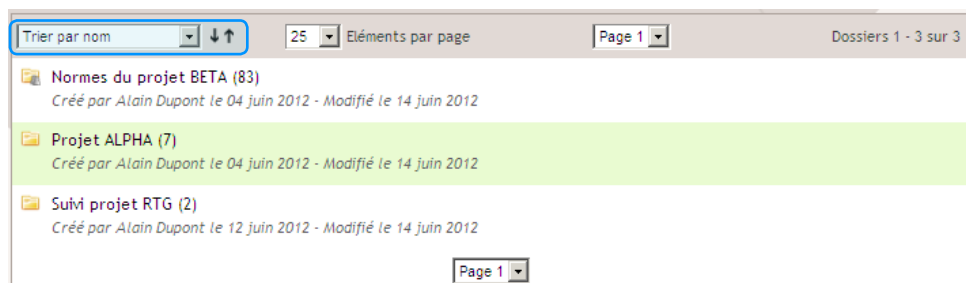 Trier par nom 25 Eléments par page Page 1 Dossiers 1 - 3 sur 3
Normes du projet BETA (83)
Créé par Alain Dupont le 04 juin 2012 - Modifié le 14 juin 2012
Projet ALPHA (7)
Créé par Alain Dupont le 04 juin 2012 - Modifié le 14 juin 2012
Suivi projet RTG (2)
Créé par Alain Dupont le 12 juin 2012 - Modifié le 14 juin 2012
Page 1